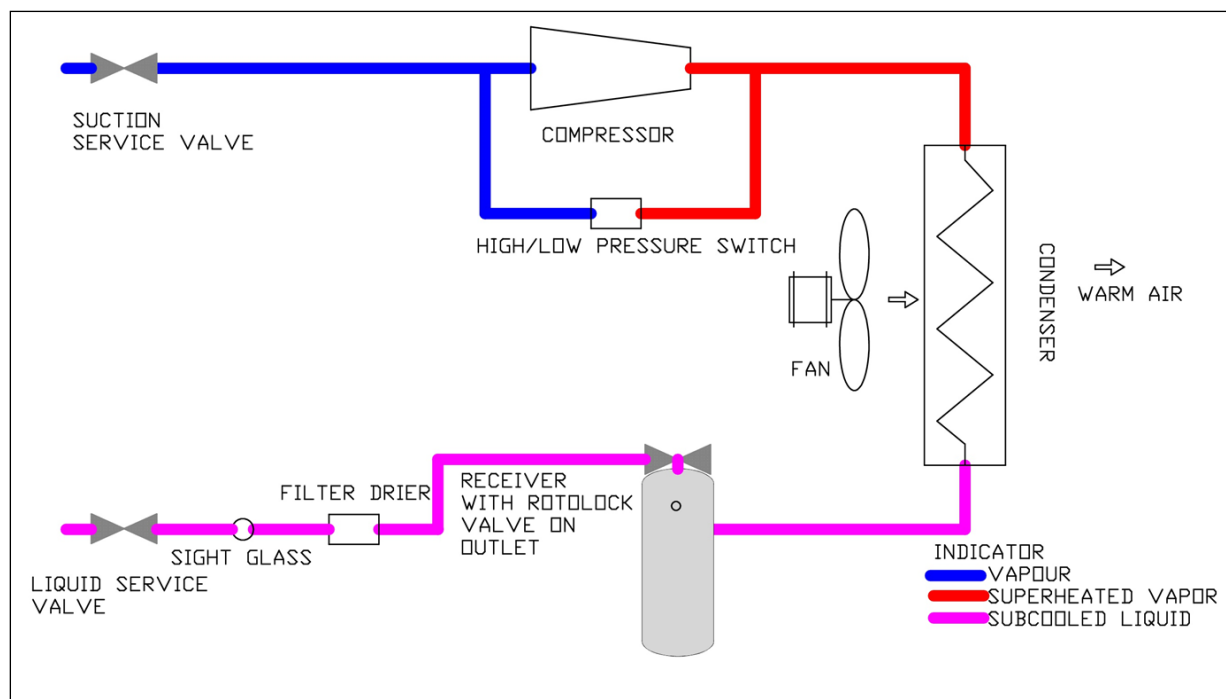 SUCTION
SERVICE VALVE
COMPRESSOR
HIGH/LOW PRESSURE SWITCH
CONDENSER
WARM AIR
FAN
RECEIVER
WITH ROTOLOCK
VALVE ON
OUTLET
FILTER DRIER
SIGHT GLASS
LIQUID SERVICE
VALVE
INDICATOR
VAPOUR
SUPERHEATED VAPOR
SUBCOOLED LIQUID